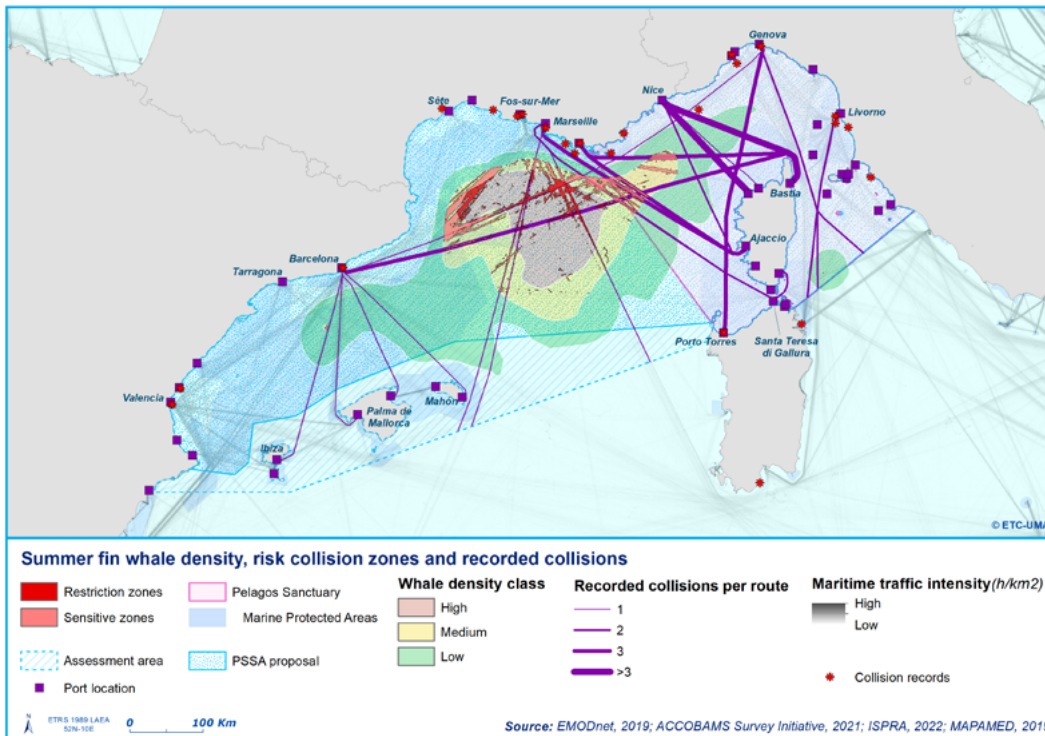 Genova
Nice
Sète
Fos-sur-Mer
Marseille
Livorno
Bastia
Ajaccio
Barcelona
Tarragona
Porto Torres
Santa Teresa
di Gallura
Valencia
Mahón
Palma de
Mallorca
Ibiza
© ETC-UMA
Summer fin whale density, risk collision zones and recorded collisions
Restriction zones
Sensitive zones
Assessment area
Port location
Pelagos Sanctuary
Marine Protected Areas
PSSA proposal
Whale density class
High
Medium
Low
Recorded collisions per route
1
2
3
>3
Maritime traffic intensity(h/km2)
High
Low
Collision records
N
ETRS 1989 LAEA
52N-10E
0 100 Km
Source: EMODnet, 2019; ACCOBAMS Survey Initiative, 2021; ISPRA, 2022; MAPAMED, 2019